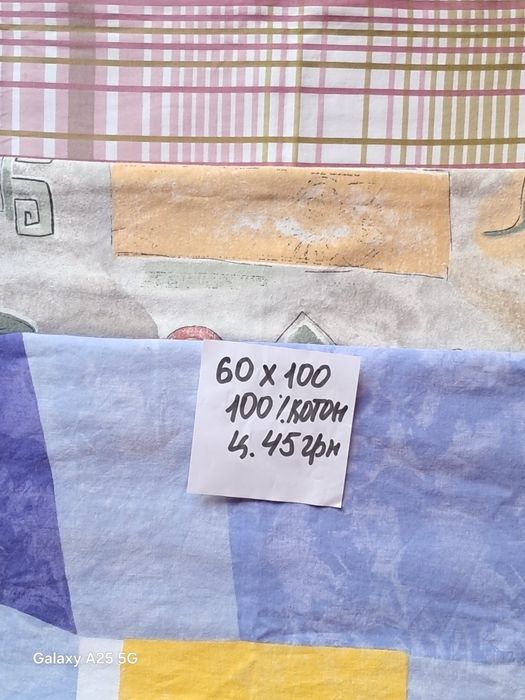 60 х 100
100% котон
ц. 45 грн
Galaxy A25 5G